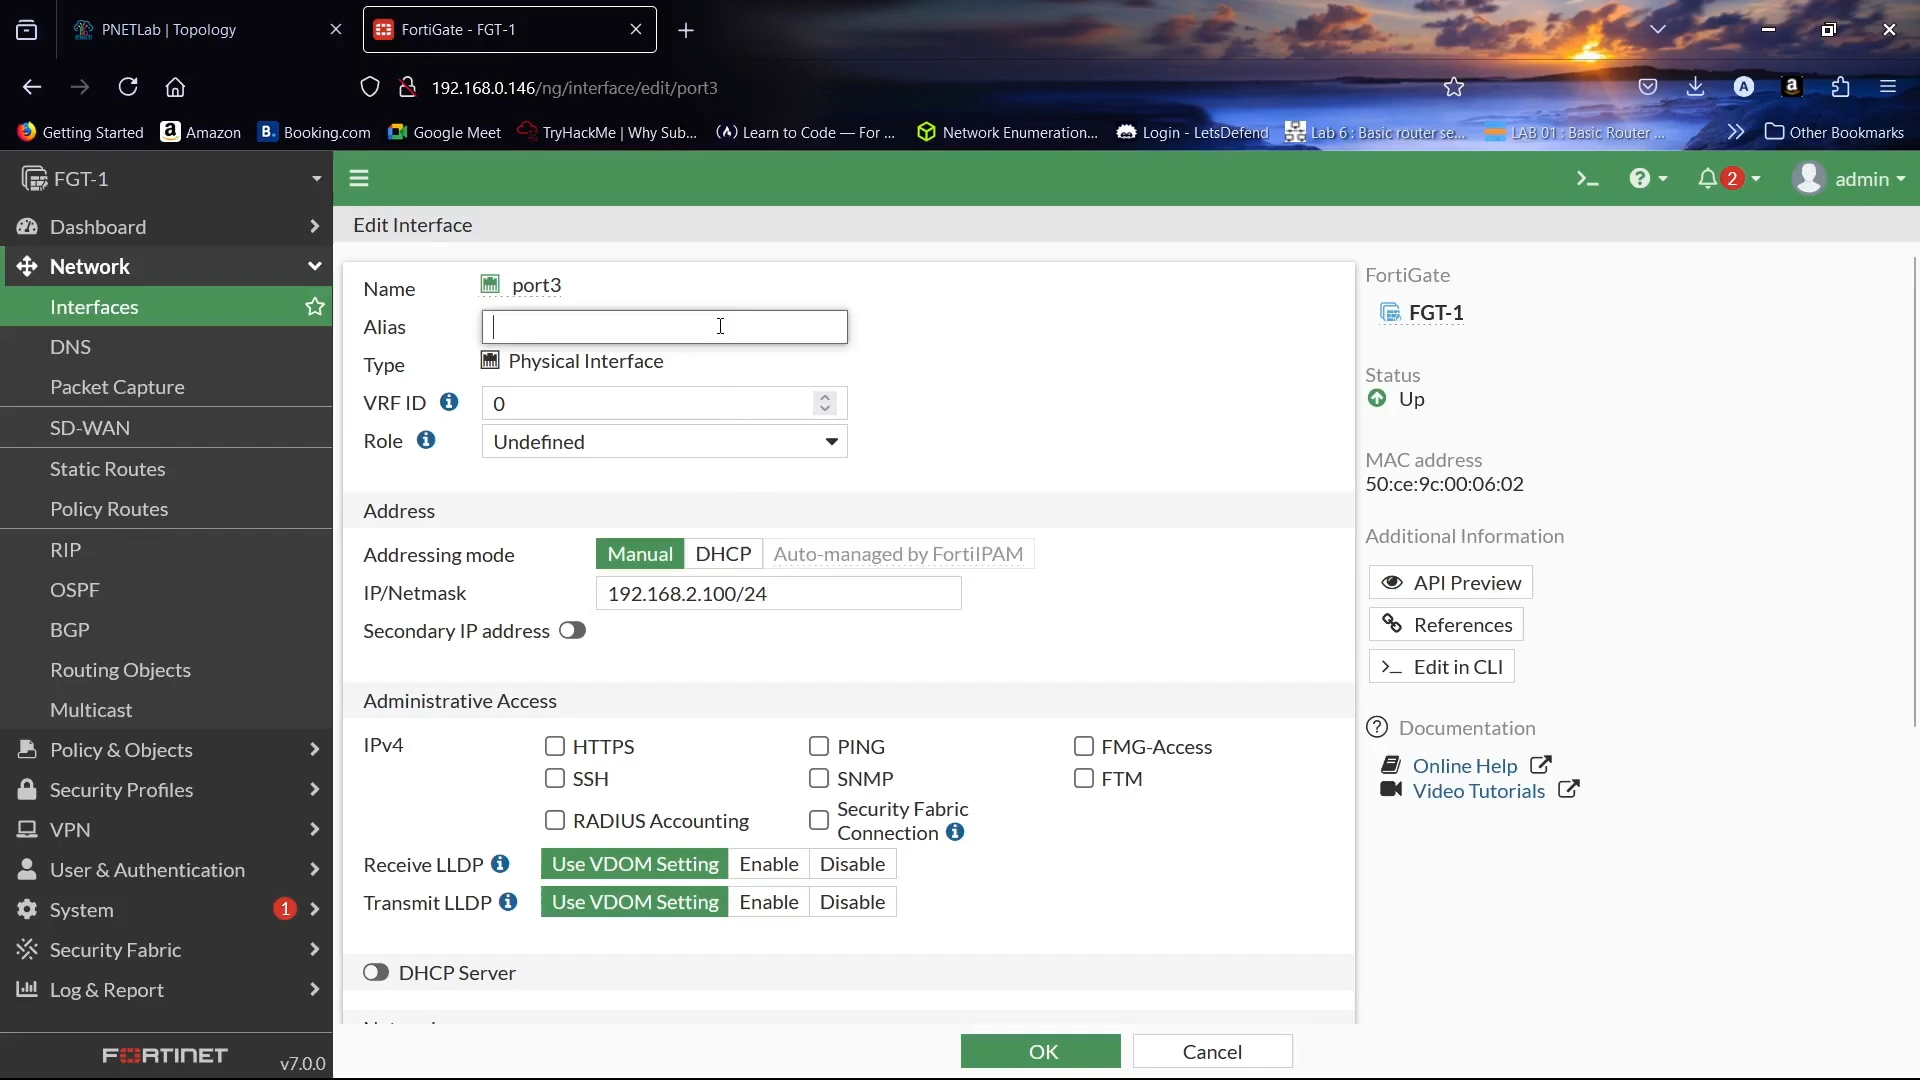 PNETLab | Topology
FortiGate - FGT-1
192.168.0.146/ng/interface/edit/port3
Getting Started
Amazon
Booking.com
Google Meet
TryHackMe | Why Sub...
Learn to Code — For ...
Network Enumeration...
Login - LetsDefend
Lab 6 : Basic router se...
LAB 01 : Basic Router ...
Other Bookmarks
FGT-1
2
admin
Dashboard
Network
Interfaces
DNS
Packet Capture
SD-WAN
Static Routes
Policy Routes
RIP
OSPF
BGP
Routing Objects
Multicast
Policy & Objects
Security Profiles
VPN
User & Authentication
System 1
Security Fabric
Log & Report
FORTINET v7.0.0
Edit Interface
Name port3
Alias
Type Physical Interface
VRF ID 0
Role Undefined
Address
Addressing mode Manual DHCP Auto-managed by FortiIPAM
IP/Netmask 192.168.2.100/24
Secondary IP address
Administrative Access
IPv4 HTTPS PING FMG-Access
SSH SNMP FTM
RADIUS Accounting Security Fabric
Connection
Receive LLDP Use VDOM Setting Enable Disable
Transmit LLDP Use VDOM Setting Enable Disable
DHCP Server
OK Cancel
FortiGate
FGT-1
Status
Up
MAC address
50:ce:9c:00:06:02
Additional Information
API Preview
References
>_ Edit in CLI
Documentation
Online Help
Video Tutorials